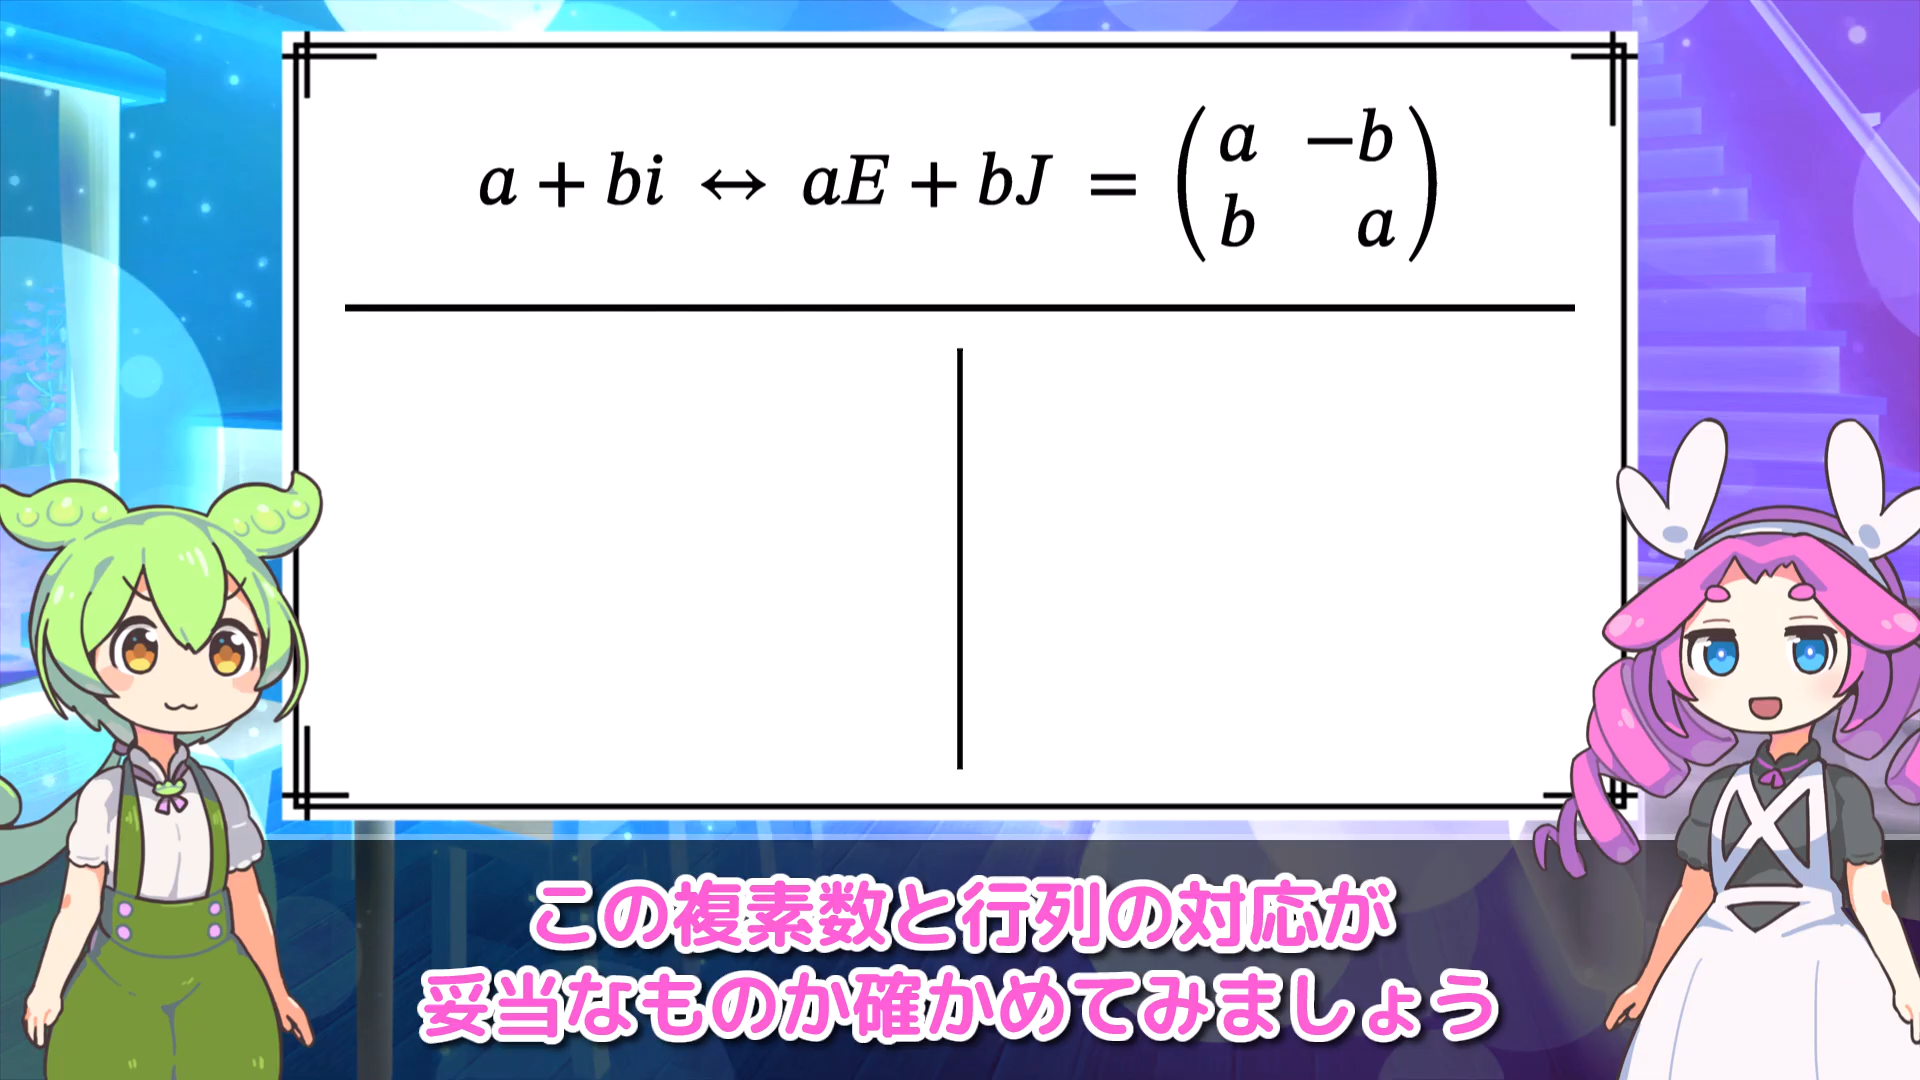 a + bi ↔ aE + bJ = (a −b
b a)
この複素数と行列の対応が
妥当なものか確かめてみましょう